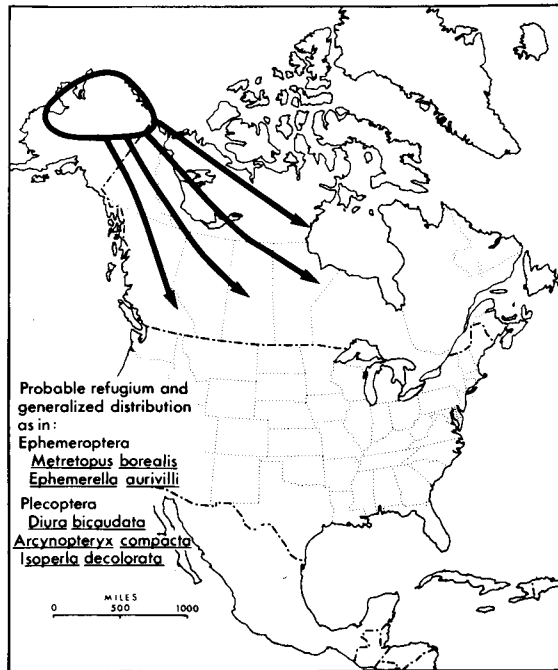 Probable refugium and
generalized distribution
as in:
Ephemeroptera
Metretopus borealis
Ephemerella aurivilli
Plecoptera
Diura bicaudata
Arcynopteryx compacta
Isoperla decolorata
MILES
0 500 1000